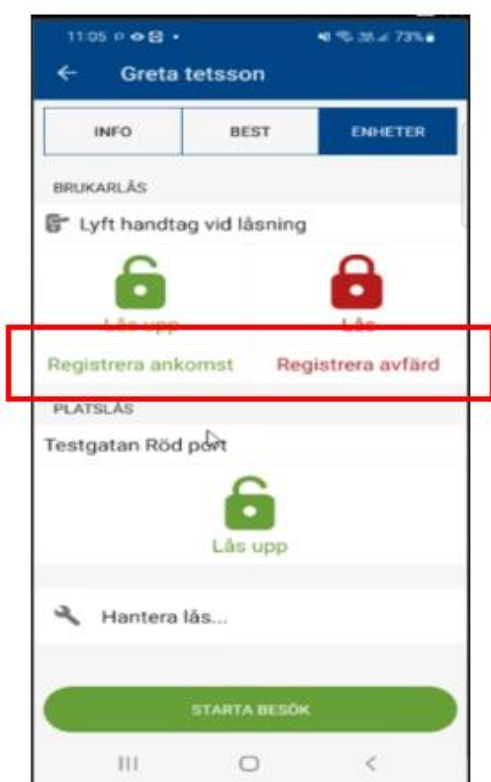 11:05
73%
Greta tetsson
INFO BEST ENHETER
BRUKARLÅS
Lyft handtag vid låsning
Lås upp Lås
Registrera ankomst Registrera avfärd
PLATSLÅS
Testgatan Röd port
Lås upp
Hantera lås...
STARTA BESÖK